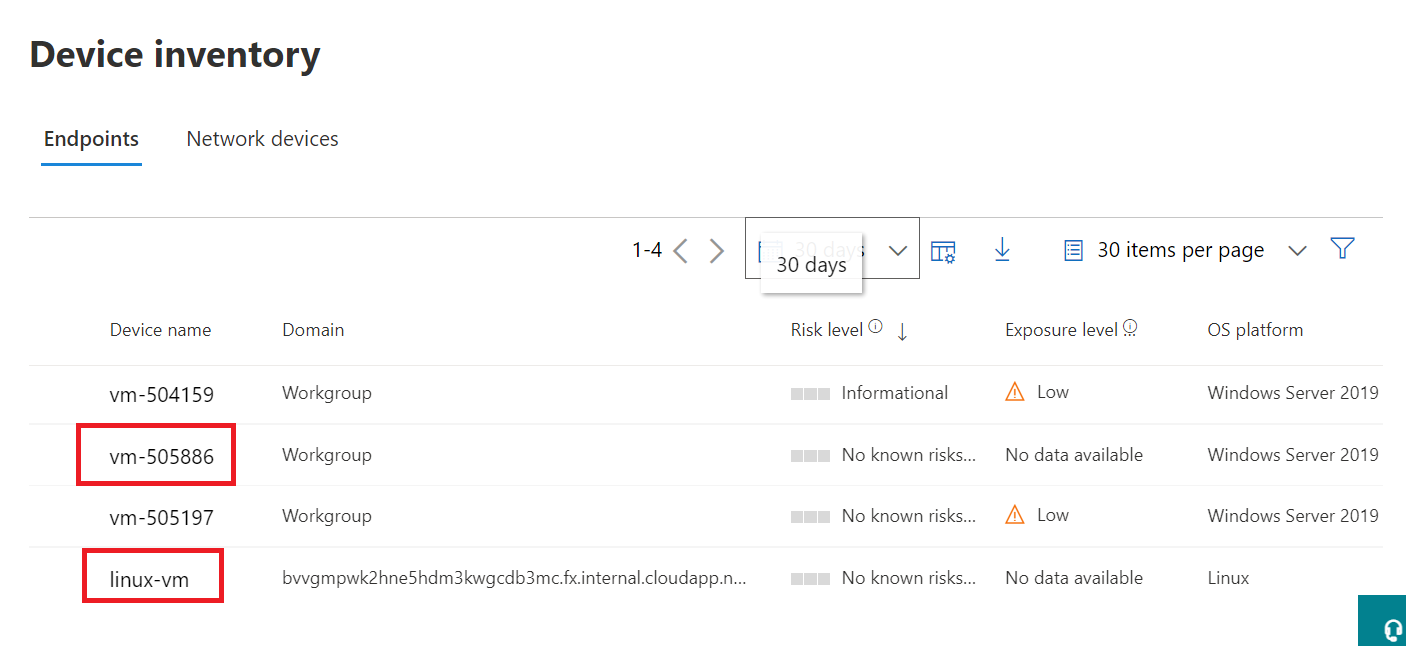 Device inventory
Endpoints Network devices
1-4 30 days 30 items per page
30 days
Device name Domain Risk level Exposure level OS platform
vm-504159 Workgroup Informational Low Windows Server 2019
vm-505886 Workgroup No known risks... No data available Windows Server 2019
vm-505197 Workgroup No known risks... Low Windows Server 2019
linux-vm bvvgmpwk2hne5hdm3kwgcdb3mc.fx.internal.cloudapp.n... No known risks... No data available Linux